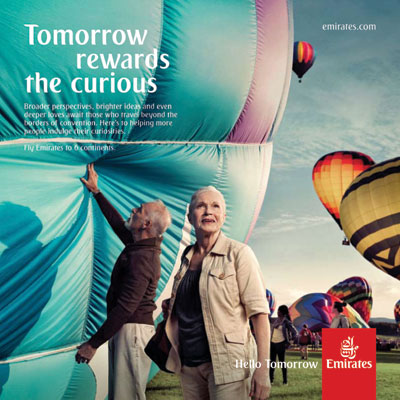 emirates.com
Tomorrow
rewards
the curious
Broader perspectives, brighter ideas and even
deeper loves await those who travel beyond the
borders of convention. Here's to helping more
people indulge their curiosities.
Fly Emirates to 6 continents.
Hello Tomorrow
Emirates